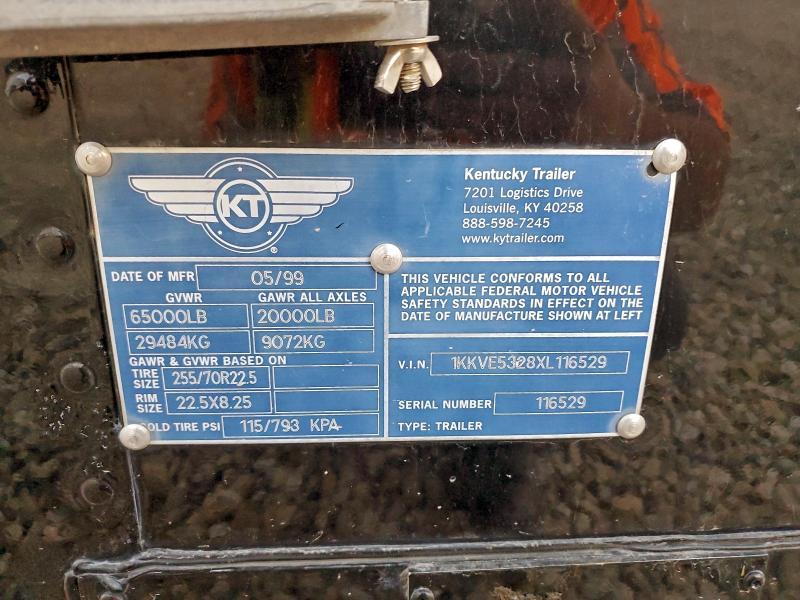 KT
®
Kentucky Trailer
7201 Logistics Drive
Louisville, KY 40258
888-598-7245
www.kytrailer.com
DATE OF MFR 05/99
GVWR GAWR ALL AXLES
65000LB 20000LB
29484KG 9072KG
GAWR & GVWR BASED ON
TIRE SIZE 255/70R22.5
RIM SIZE 22.5X8.25
COLD TIRE PSI 115/793 KPA
THIS VEHICLE CONFORMS TO ALL
APPLICABLE FEDERAL MOTOR VEHICLE
SAFETY STANDARDS IN EFFECT ON THE
DATE OF MANUFACTURE SHOWN AT LEFT
V.I.N. 1KKVE5328XL116529
SERIAL NUMBER 116529
TYPE: TRAILER